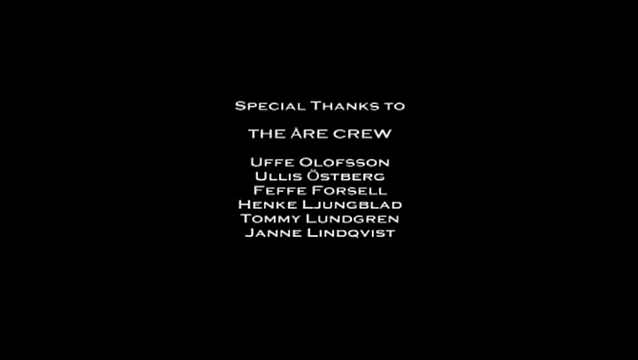 Special Thanks to
THE ÅRE CREW
Uffe Olofsson
Ullis Östberg
Feffe Forsell
Henke Ljungblad
Tommy Lundgren
Janne Lindqvist